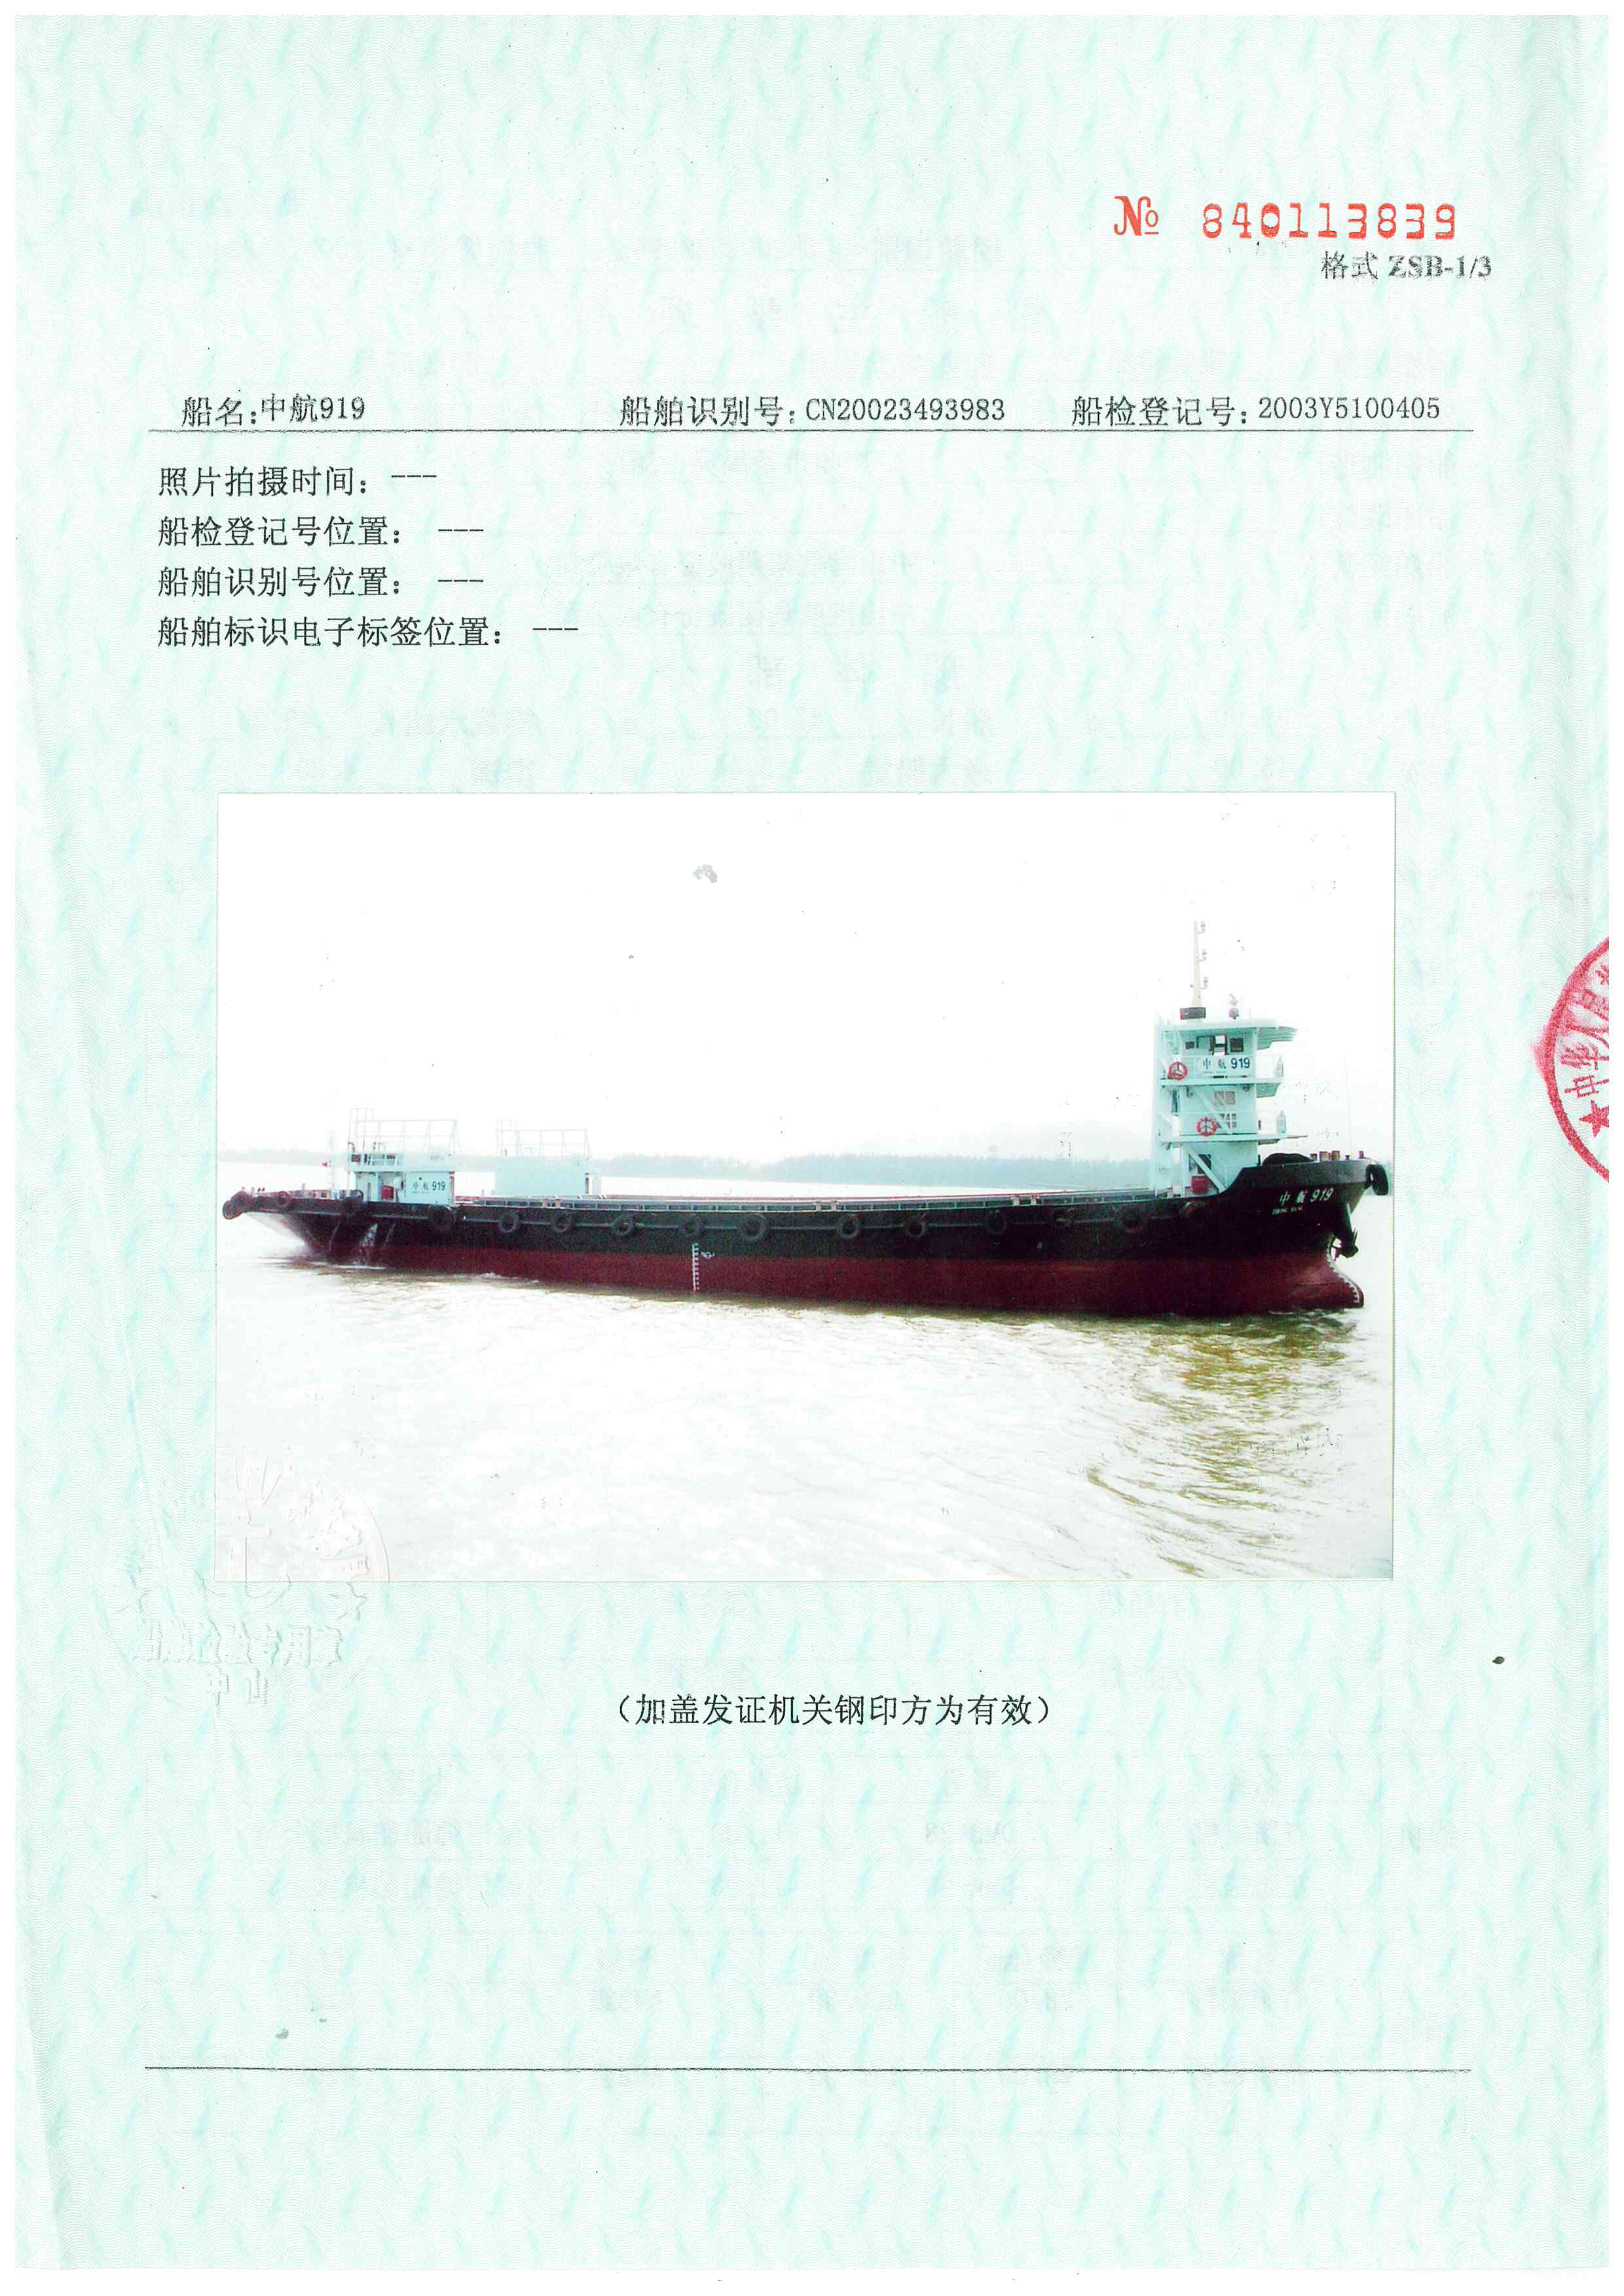 № 840113839
格式 ZSB-1/3
船名:中航919 船舶识别号:CN20023493983 船检登记号:2003Y5100405
照片拍摄时间： ---
船检登记号位置： ---
船舶识别号位置： ---
船舶标识电子标签位置： ---
中航919
中航919
中航919
★中华人民
船舶检验专用章
中山
（加盖发证机关钢印方为有效）